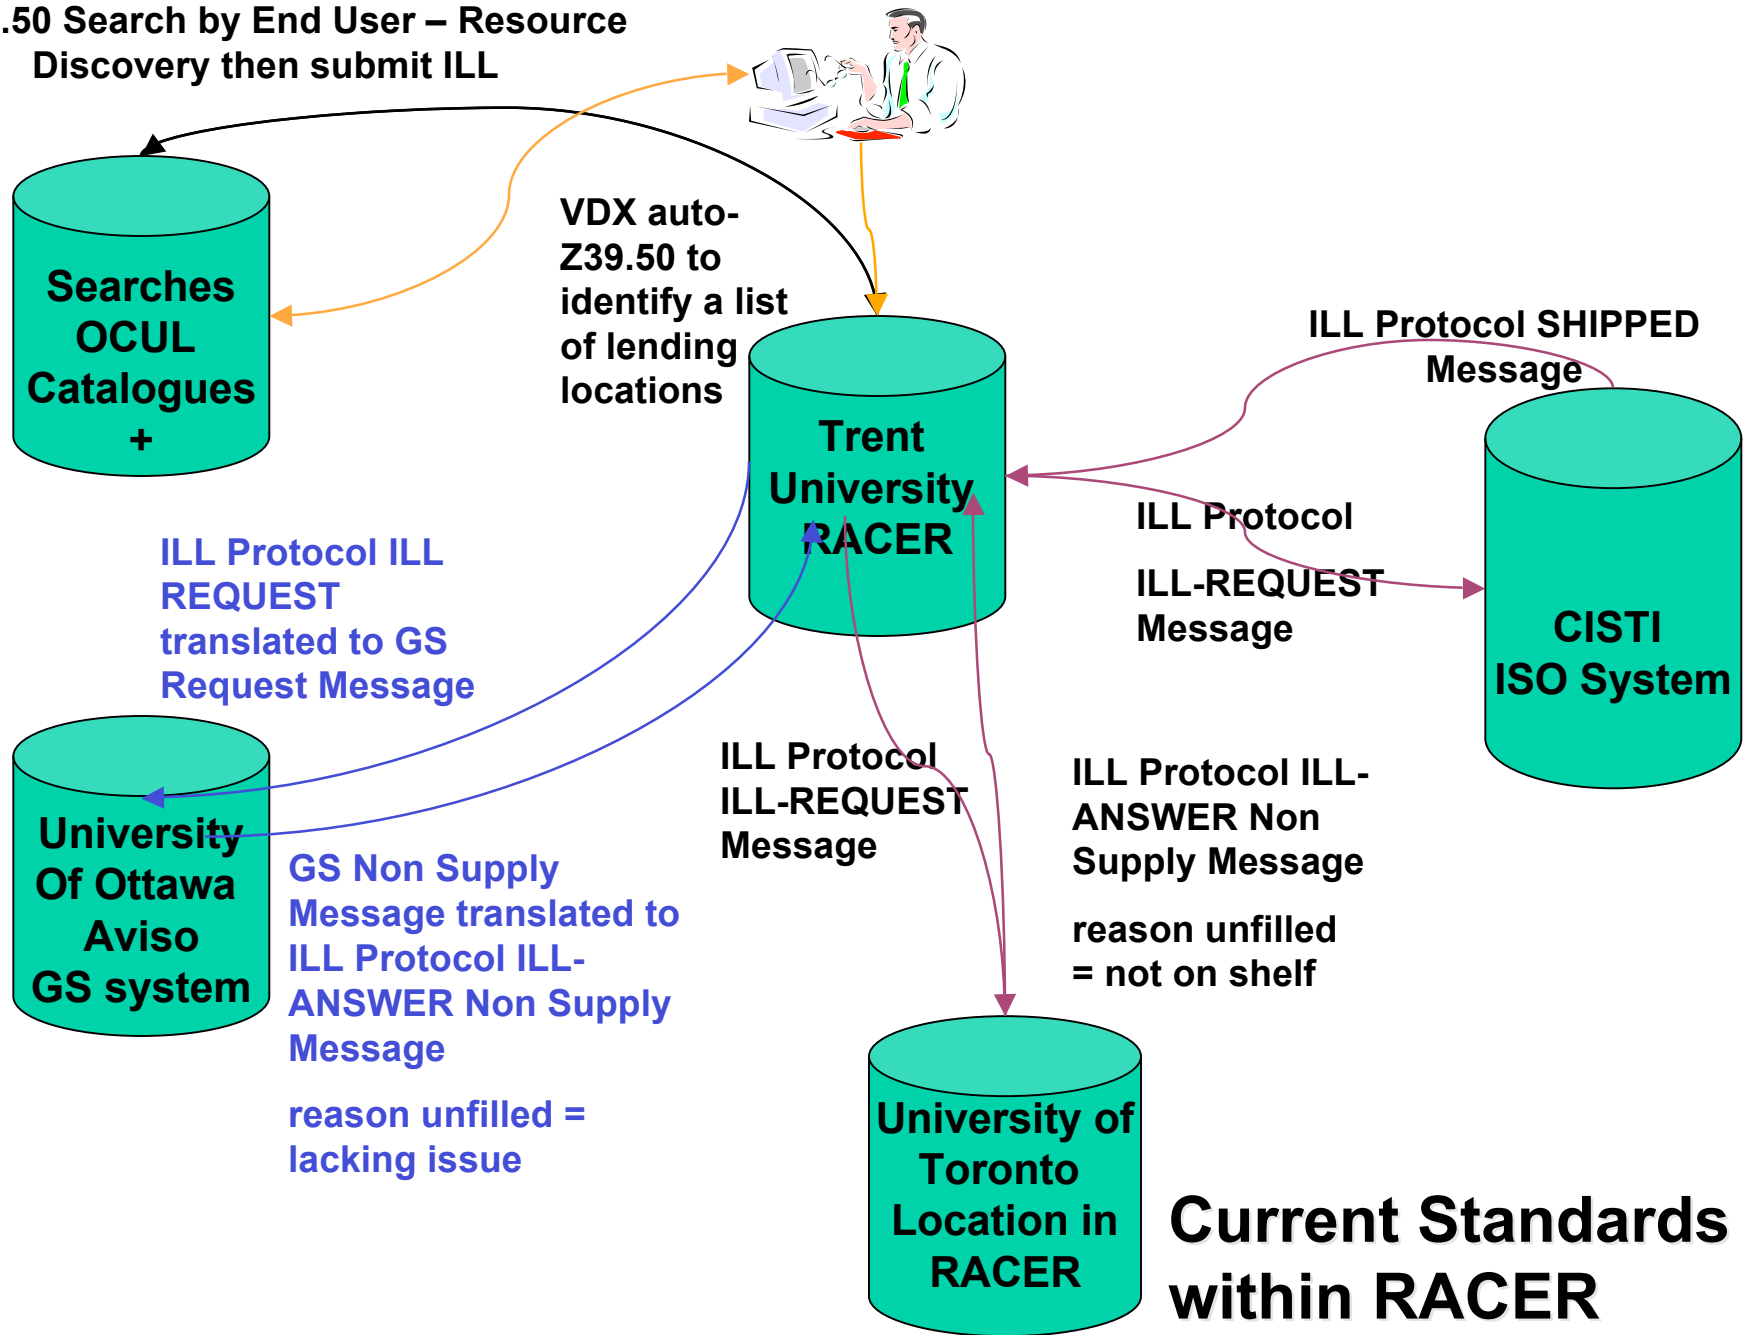 .50 Search by End User – Resource
Discovery then submit ILL
Searches
OCUL
Catalogues
+
VDX auto-
Z39.50 to
identify a list
of lending
locations
Trent
University
RACER
ILL Protocol SHIPPED
Message
ILL Protocol
ILL-REQUEST
Message
CISTI
ISO System
ILL Protocol ILL
REQUEST
translated to GS
Request Message
University
Of Ottawa
Aviso
GS system
GS Non Supply
Message translated to
ILL Protocol ILL-
ANSWER Non Supply
Message
reason unfilled =
lacking issue
ILL Protocol
ILL-REQUEST
Message
ILL Protocol ILL-
ANSWER Non
Supply Message
reason unfilled
= not on shelf
University of
Toronto
Location in
RACER
Current Standards
within RACER